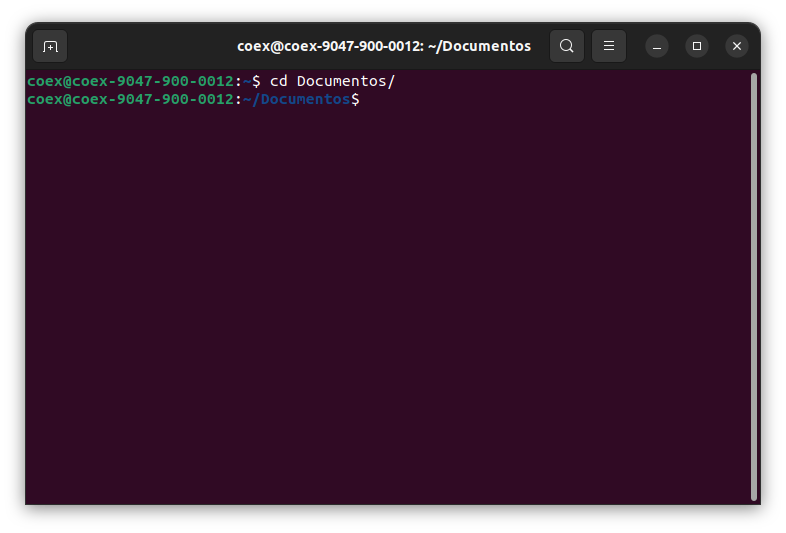 coex@coex-9047-900-0012: ~/Documentos
coex@coex-9047-900-0012:~$ cd Documentos/
coex@coex-9047-900-0012:~/Documentos$